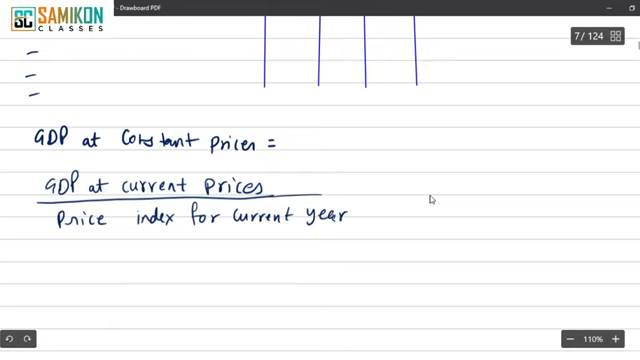 SC SAMIKON
CLASSES
- Drawboard PDF
7 / 124
GDP at constant prices =
GDP at current prices
Price index for current year
110%